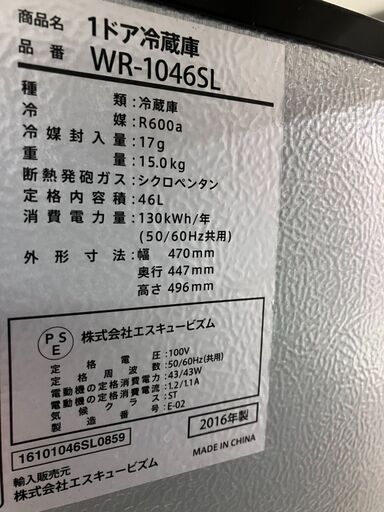 商品名 1ドア冷蔵庫
品 番 WR-1046SL
種 類:冷蔵庫
冷 媒:R600a
冷媒封入量:17g
重 量:15.0kg
断熱発砲ガス:シクロペンタン
定格内容積:46L
消費電力量:130kWh/年
(50/60Hz共用)
外形寸法:幅 470mm
奥行 447mm
高さ 496mm
PSE 株式会社エスキュービズム
定格電圧:100V
定格周波数:50/60Hz(共用)
電動機の定格消費電力:43/43W
電動機の定格消費電流:1.2/1.1A
気候クラス:ST
製造番号:E-02
16101046SL0859
2016年製
MADE IN CHINA
輸入販売元
株式会社エスキュービズム